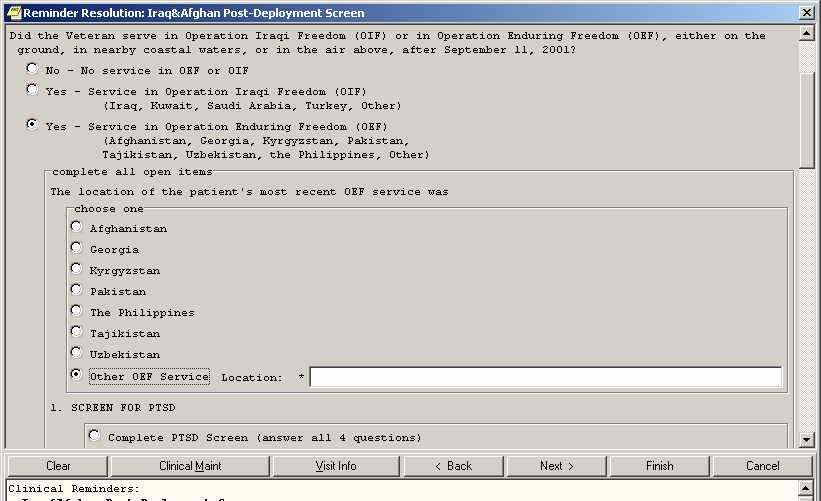 Reminder Resolution: Iraq&Afghan Post-Deployment Screen
Did the Veteran serve in Operation Iraqi Freedom (OIF) or in Operation Enduring Freedom (OEF), either on the
ground, in nearby coastal waters, or in the air above, after September 11, 2001?
No - No service in OEF or OIF
Yes - Service in Operation Iraqi Freedom (OIF)
(Iraq, Kuwait, Saudi Arabia, Turkey, Other)
Yes - Service in Operation Enduring Freedom (OEF)
(Afghanistan, Georgia, Kyrgyzstan, Pakistan,
Tajikistan, Uzbekistan, the Philippines, Other)
complete all open items
The location of the patient's most recent OEF service was
choose one
Afghanistan
Georgia
Kyrgyzstan
Pakistan
The Philippines
Tajikistan
Uzbekistan
Other OEF Service Location: *
1. SCREEN FOR PTSD
Complete PTSD Screen (answer all 4 questions)
Clear Clinical Maint Visit Info < Back Next > Finish Cancel
Clinical Reminders: